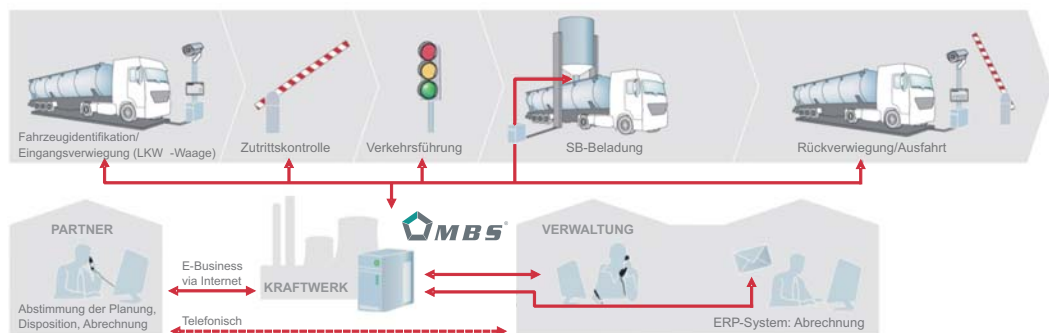 Fahrzeugidentifikation/
Eingangsverwiegung (LKW -Waage)
Zutrittskontrolle
Verkehrsführung
SB-Beladung
Rückverwiegung/Ausfahrt
PARTNER
Abstimmung der Planung,
Disposition, Abrechnung
E-Business
via Internet
Telefonisch
KRAFTWERK
MBS®
VERWALTUNG
ERP-System: Abrechnung